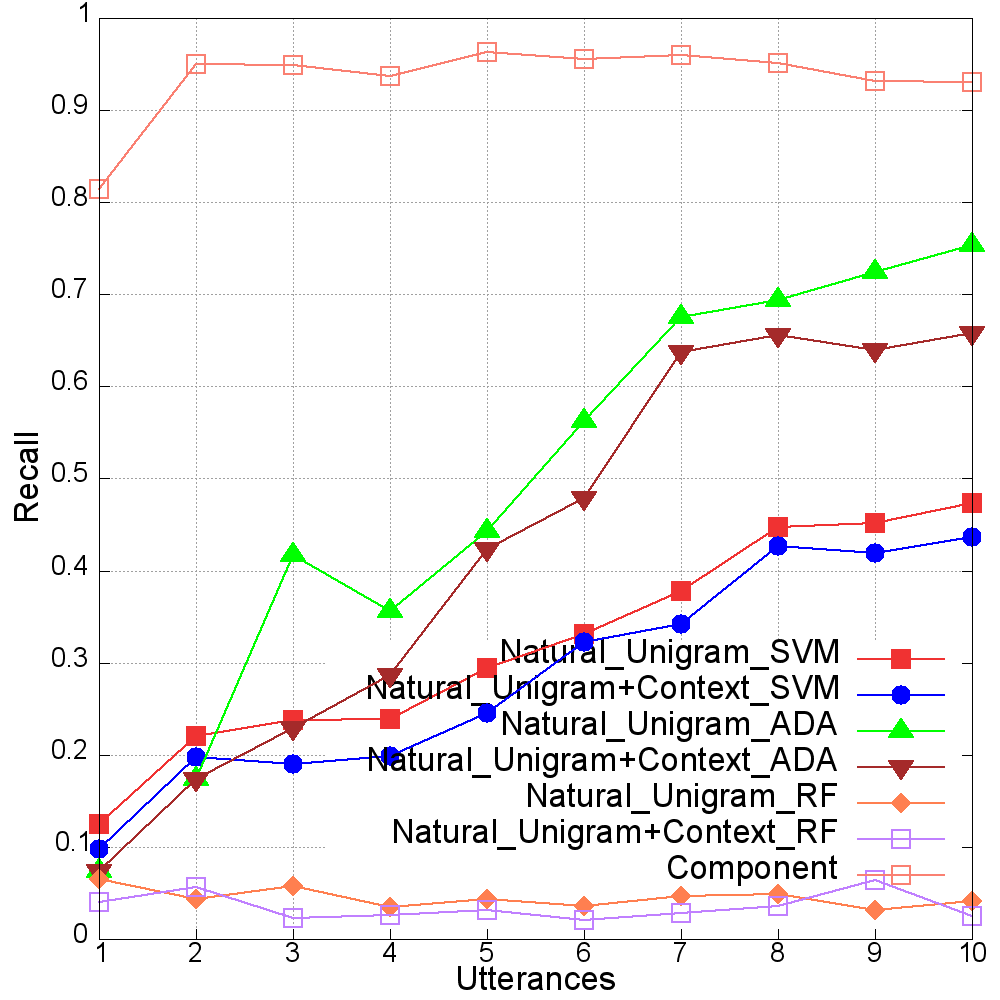 1
0.9
0.8
0.7
0.6
0.5
0.4
0.3
0.2
0.1
0
Recall
Natural_Unigram_SVM
Natural_Unigram+Context_SVM
Natural_Unigram_ADA
Natural_Unigram+Context_ADA
Natural_Unigram_RF
Natural_Unigram+Context_RF
Component
1 2 3 4 5 6 7 8 9 10
Utterances